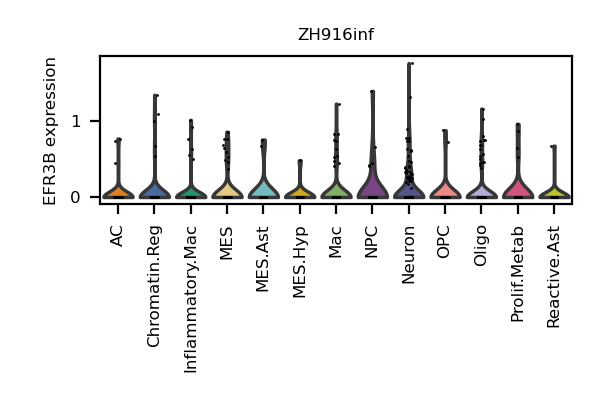 ZH916inf
EFR3B expression
1
0
AC
Chromatin.Reg
Inflammatory.Mac
MES
MES.Ast
MES.Hyp
Mac
NPC
Neuron
OPC
Oligo
Prolif.Metab
Reactive.Ast